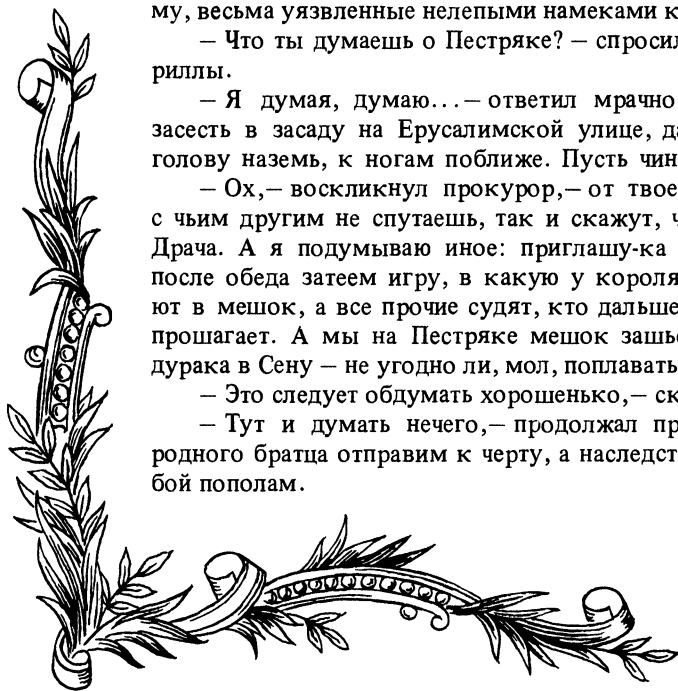 му, весьма уязвленные нелепыми намеками к
— Что ты думаешь о Пестряке? — спросил
риллы.
— Я думая, думаю...— ответил мрачно
засесть в засаду на Ерусалимской улице, да
голову наземь, к ногам поближе. Пусть чин
— Ох,— воскликнул прокурор,— от твое
с чьим другим не спутаешь, так и скажут, ч
Драча. А я подумываю иное: приглашу-ка
после обеда затеем игру, в какую у короля
ют в мешок, а все прочие судят, кто дальше
прошагает. А мы на Пестряке мешок зашь
дурака в Сену — не угодно ли, мол, поплавать
— Это следует обдумать хорошенько,— ск
— Тут и думать нечего,— продолжал пр
родного братца отправим к черту, а наследст
бой пополам.